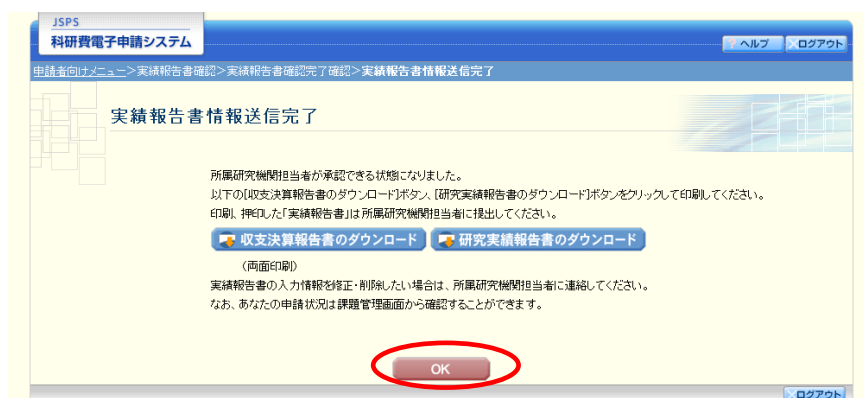 JSPS
科研費電子申請システム
? ヘルプ ×ログアウト
申請者向けメニュー>実績報告書確認>実績報告書確認完了確認>実績報告書情報送信完了
実績報告書情報送信完了
所属研究機関担当者が承認できる状態になりました。
以下の[収支決算報告書のダウンロード]ボタン、[研究実績報告書のダウンロード]ボタンをクリックして印刷してください。
印刷、押印した「実績報告書」は所属研究機関担当者に提出してください。
収支決算報告書のダウンロード 研究実績報告書のダウンロード
(両面印刷)
実績報告書の入力情報を修正・削除したい場合は、所属研究機関担当者に連絡してください。
なお、あなたの申請状況は課題管理画面から確認することができます。
OK
×ログアウト